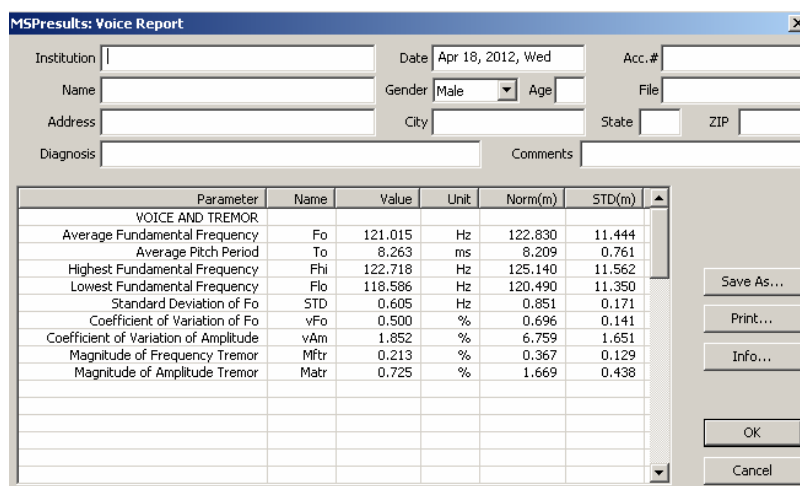 MSPresults: Voice Report
Institution Date Apr 18, 2012, Wed Acc.#
Name Gender Male Age File
Address City State ZIP
Diagnosis Comments
Parameter Name Value Unit Norm(m) STD(m)
VOICE AND TREMOR
Average Fundamental Frequency Fo 121.015 Hz 122.830 11.444
Average Pitch Period To 8.263 ms 8.209 0.761
Highest Fundamental Frequency Fhi 122.718 Hz 125.140 11.562
Lowest Fundamental Frequency Flo 118.586 Hz 120.490 11.350
Standard Deviation of Fo STD 0.605 Hz 0.851 0.171
Coefficient of Variation of Fo vFo 0.500 % 0.696 0.141
Coefficient of Variation of Amplitude vAm 1.852 % 6.759 1.651
Magnitude of Frequency Tremor Mftr 0.213 % 0.367 0.129
Magnitude of Amplitude Tremor Matr 0.725 % 1.669 0.438
Save As...
Print...
Info...
OK
Cancel